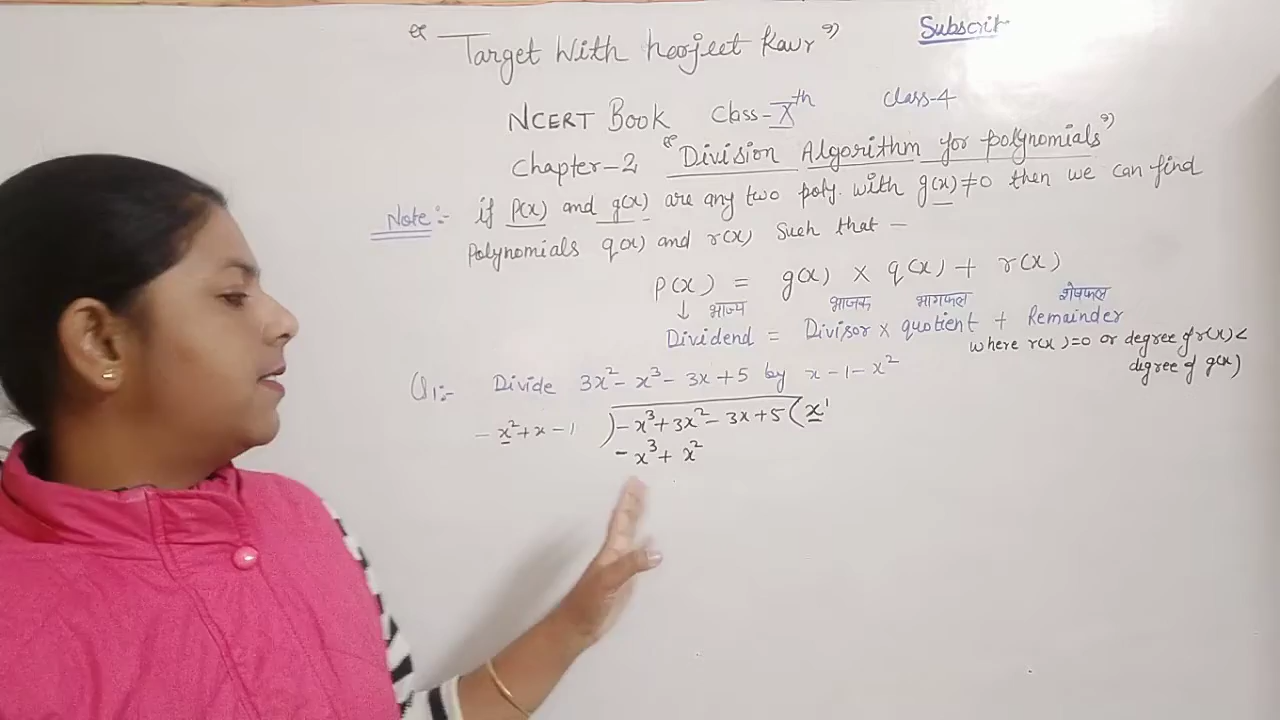 “ Target With Noojeet Kaur ”
Subscrib
NCERT Book Class-Xth Class-4
Chapter-2 “Division Algorithm for polynomials”
Note:- if P(x) and g(x) are any two poly. with g(x)≠0 then we can find
Polynomials q(x) and r(x) Such that —
P(x) = g(x) × q(x) + r(x)
↓ भाज्य भाजक भागफल शेषफल
Dividend = Divisor × quotient + Remainder
where r(x)=0 or degree of r(x) <
degree of g(x)
Q1:- Divide 3x² - x³ - 3x + 5 by x - 1 - x²
- x² + x - 1 ) - x³ + 3x² - 3x + 5 ( x
- x³ + x²